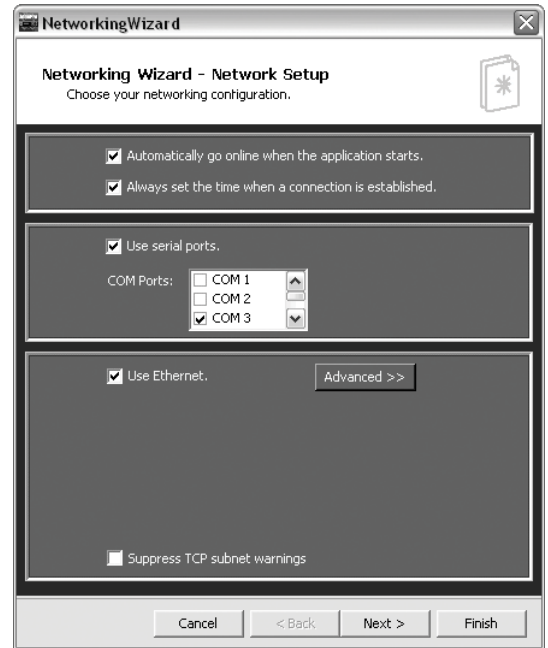 NetworkingWizard
Networking Wizard - Network Setup
Choose your networking configuration.
Automatically go online when the application starts.
Always set the time when a connection is established.
Use serial ports.
COM Ports:
COM 1
COM 2
COM 3
Use Ethernet.
Advanced >>
Suppress TCP subnet warnings
Cancel
< Back
Next >
Finish